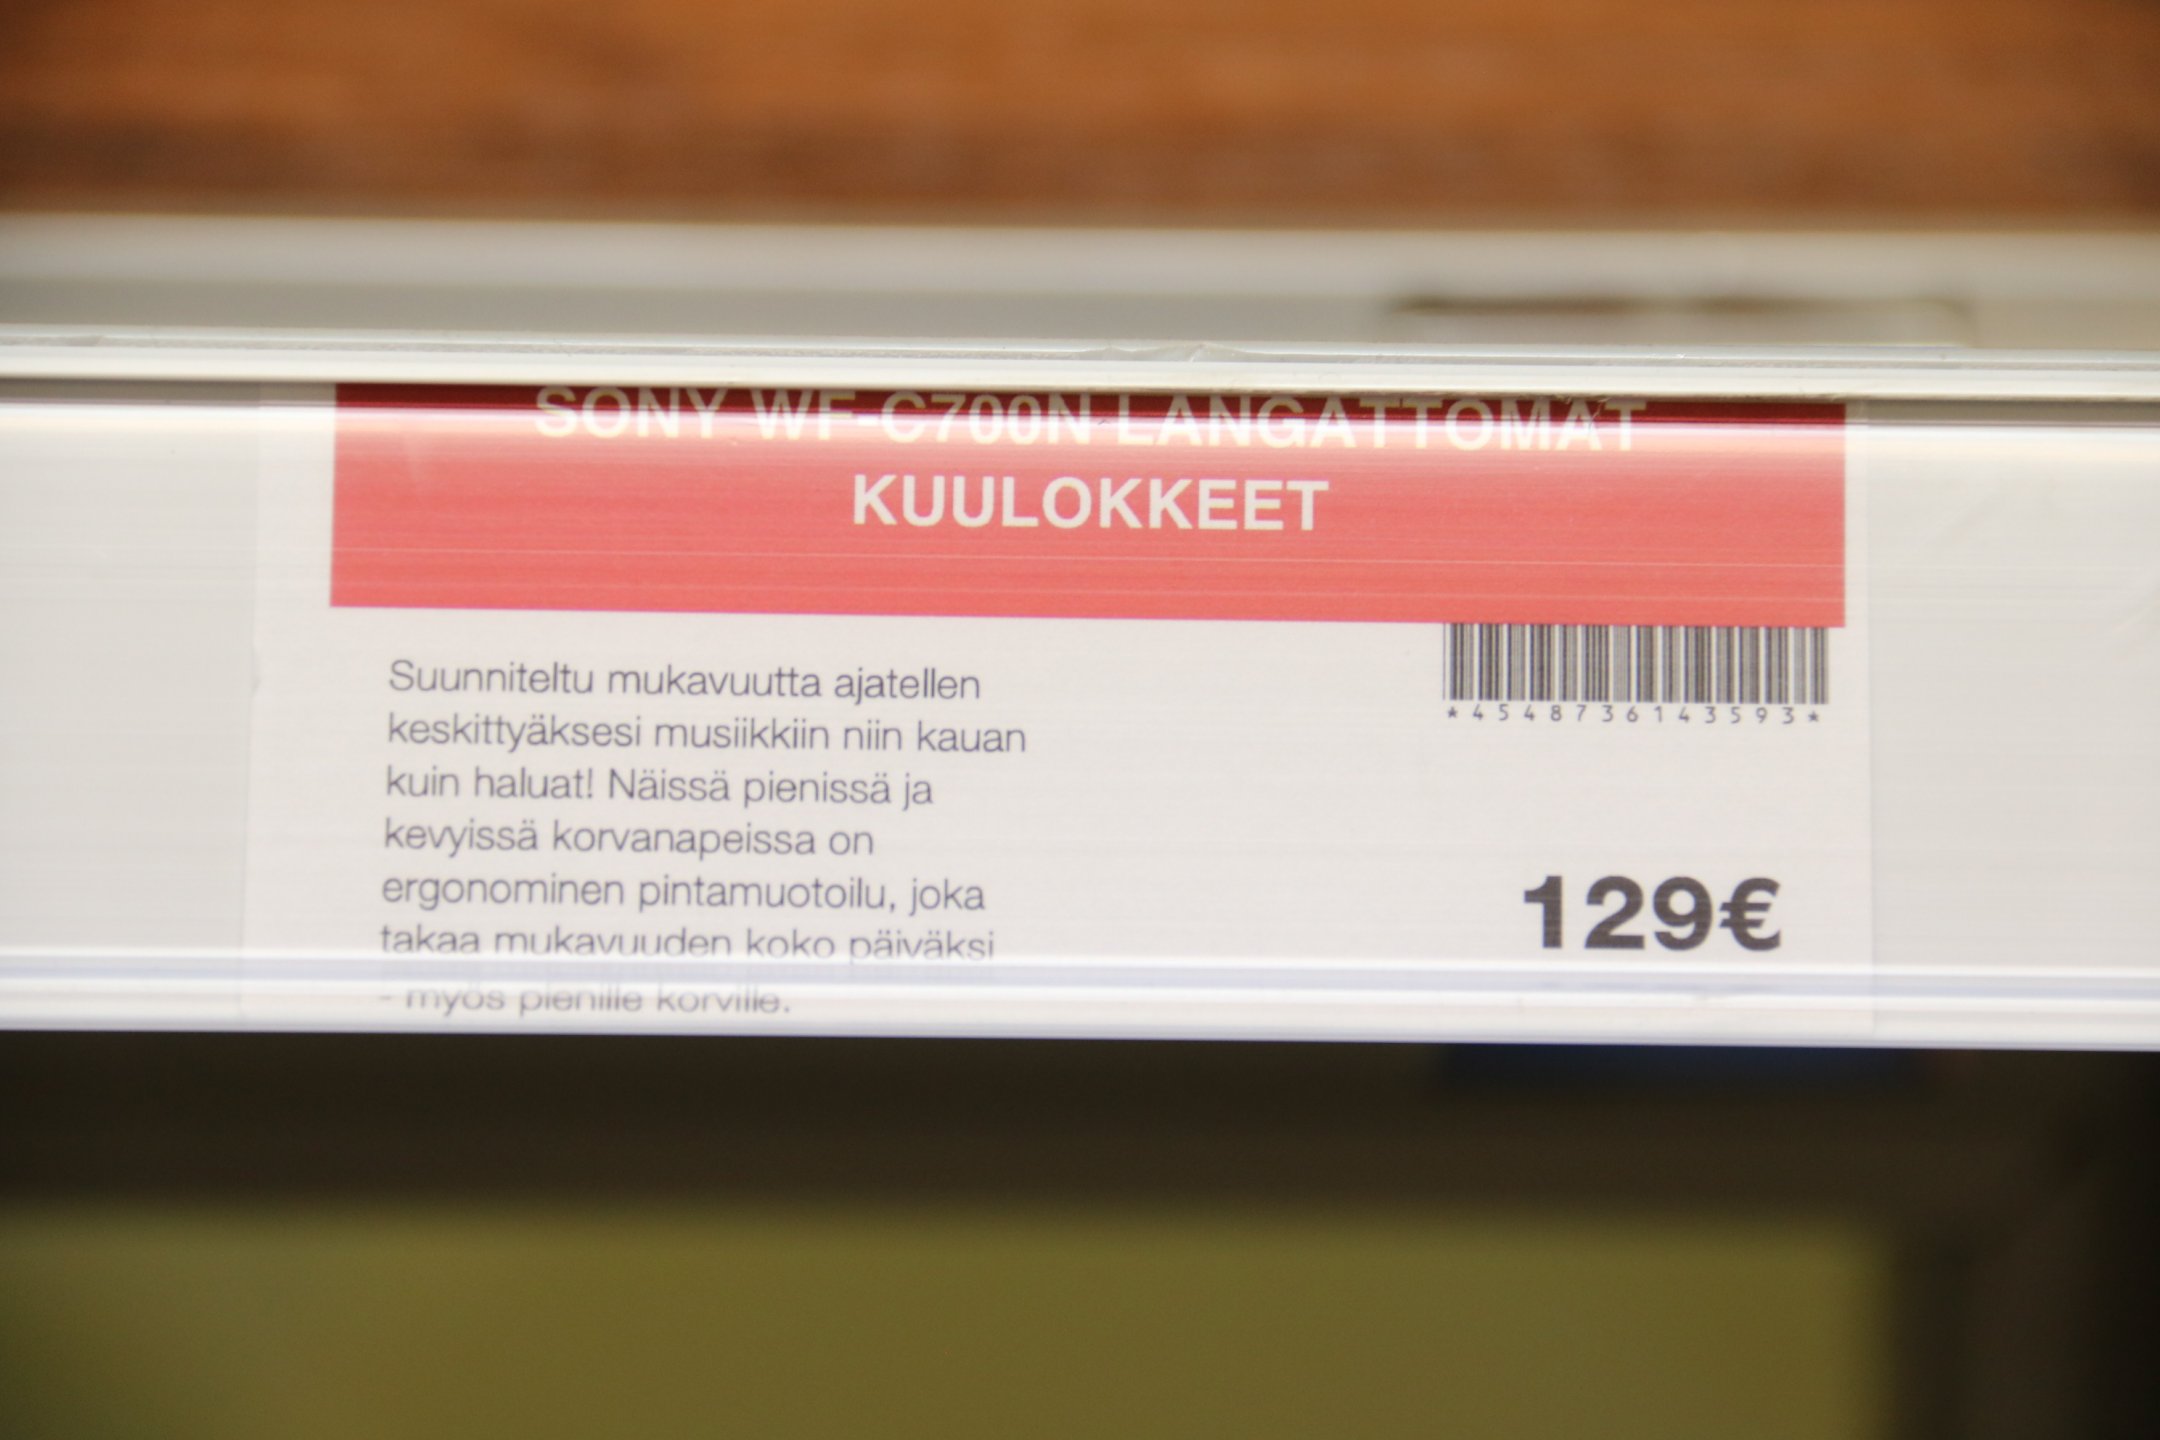 SONY WF-C700N LANGATTOMAT
KUULOKKEET
*4548736143593*
Suunniteltu mukavuutta ajatellen
keskittyäksesi musiikkiin niin kauan
kuin haluat! Näissä pienissä ja
kevyissä korvanapeissa on
ergonominen pintamuotoilu, joka
takaa mukavuuden koko päiväksi
- myös pienille korville.
129€